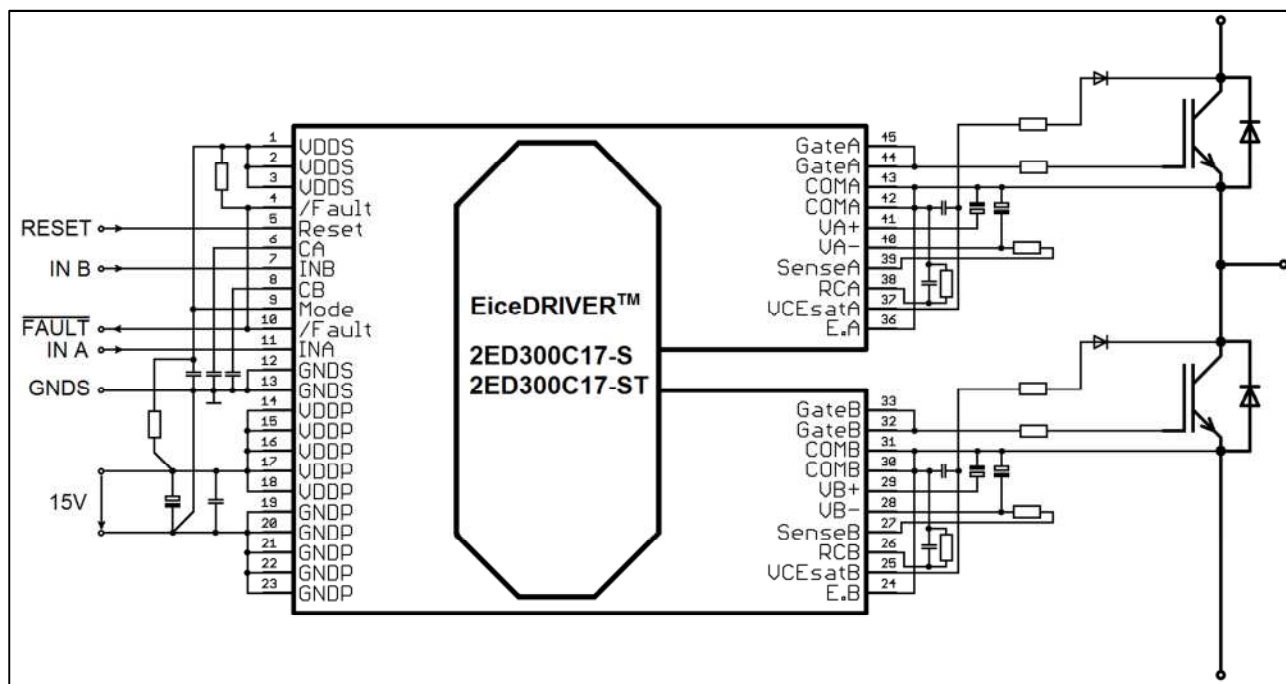 1 VDDS
2 VDDS
3 VDDS
4 /Fault
RESET 5 Reset
6 CA
IN B 7 INB
8 CB
9 Mode
FAULT 10 /Fault
IN A 11 INA
12 GNDS
GNDS 13 GNDS
14 VDDP
15 VDDP
16 VDDP
17 VDDP
15V 18 VDDP
19 GNDP
20 GNDP
21 GNDP
22 GNDP
23 GNDP
EiceDRIVER™
2ED300C17-S
2ED300C17-ST
GateA 45
GateA 44
COMA 43
COMA 42
VA+ 41
VA- 40
SenseA 39
RCA 38
VCEsatA 37
E.A 36
GateB 33
GateB 32
COMB 31
COMB 30
VB+ 29
VB- 28
SenseB 27
RCB 26
VCEsatB 25
E.B 24